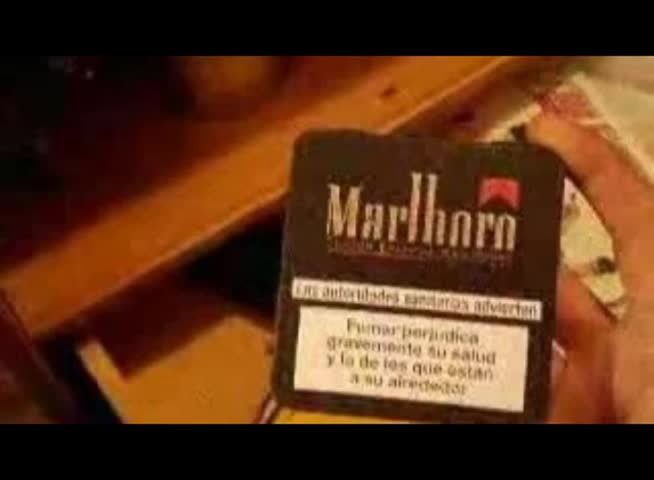 Marlboro
Las autoridades sanitarias advierten
Fumar perjudica
gravemente su salud
y la de los que están
a su alrededor